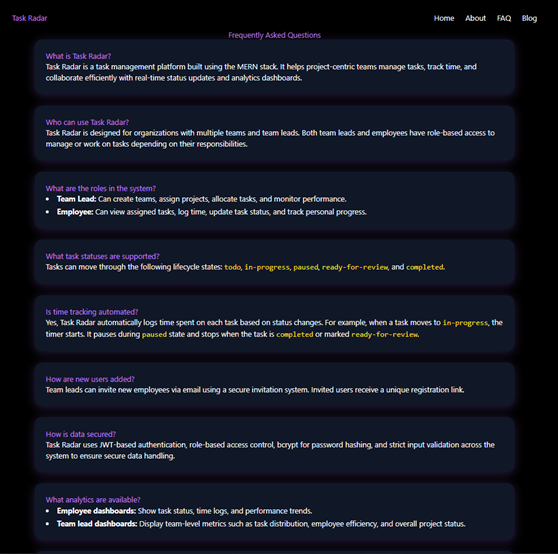 Task Radar
Home About FAQ Blog
Frequently Asked Questions
What is Task Radar?
Task Radar is a task management platform built using the MERN stack. It helps project-centric teams manage tasks, track time, and
collaborate efficiently with real-time status updates and analytics dashboards.
Who can use Task Radar?
Task Radar is designed for organizations with multiple teams and team leads. Both team leads and employees have role-based access to
manage or work on tasks depending on their responsibilities.
What are the roles in the system?
• Team Lead: Can create teams, assign projects, allocate tasks, and monitor performance.
• Employee: Can view assigned tasks, log time, update task status, and track personal progress.
What task statuses are supported?
Tasks can move through the following lifecycle states: todo, in-progress, paused, ready-for-review, and completed.
Is time tracking automated?
Yes, Task Radar automatically logs time spent on each task based on status changes. For example, when a task moves to in-progress, the
timer starts. It pauses during paused state and stops when the task is completed or marked ready-for-review.
How are new users added?
Team leads can invite new employees via email using a secure invitation system. Invited users receive a unique registration link.
How is data secured?
Task Radar uses JWT-based authentication, role-based access control, bcrypt for password hashing, and strict input validation across the
system to ensure secure data handling.
What analytics are available?
• Employee dashboards: Show task status, time logs, and performance trends.
• Team lead dashboards: Display team-level metrics such as task distribution, employee efficiency, and overall project status.